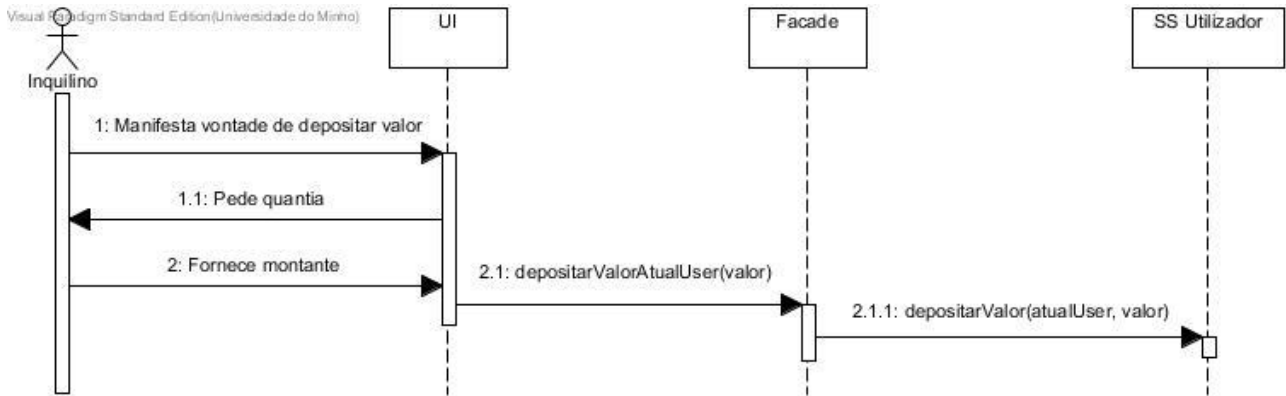 Visual Paradigm Standard Edition(Universidade do Minho)
UI
Facade
SS Utilizador
Inquilino
1: Manifesta vontade de depositar valor
1.1: Pede quantia
2: Fornece montante
2.1: depositarValorAtualUser(valor)
2.1.1: depositarValor(atualUser, valor)